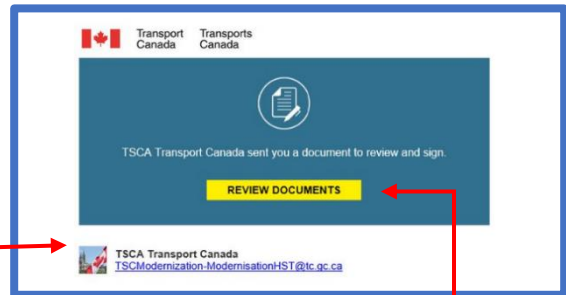 Transport Transports
Canada Canada
TSCA Transport Canada sent you a document to review and sign.
REVIEW DOCUMENTS
TSCA Transport Canada
TSCModernization-ModernisationHST@tc.gc.ca